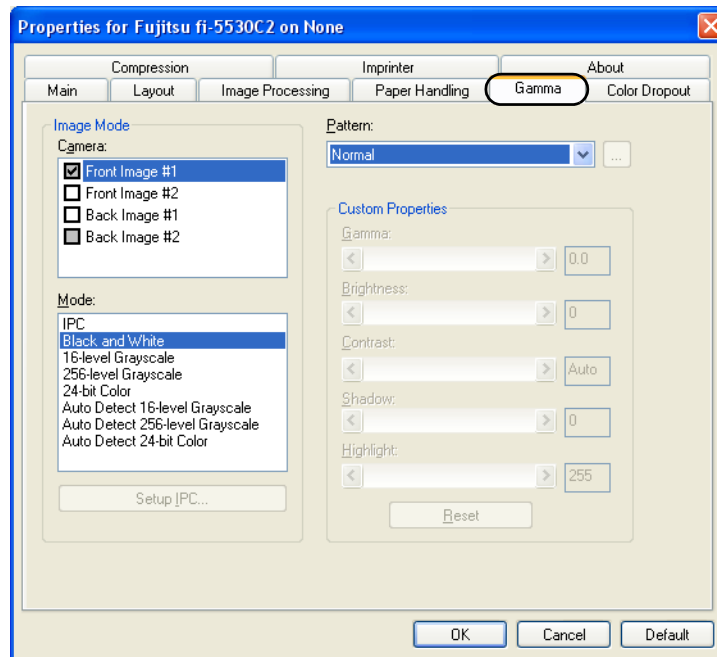 Properties for Fujitsu fi-5530C2 on None
Compression Imprinter About
Main Layout Image Processing Paper Handling Gamma Color Dropout
Image Mode
Camera:
Front Image #1
Front Image #2
Back Image #1
Back Image #2
Mode:
IPC
Black and White
16-level Grayscale
256-level Grayscale
24-bit Color
Auto Detect 16-level Grayscale
Auto Detect 256-level Grayscale
Auto Detect 24-bit Color
Setup IPC...
Pattern:
Normal
...
Custom Properties
Gamma:
0.0
Brightness:
0
Contrast:
Auto
Shadow:
0
Highlight:
255
Reset
OK Cancel Default